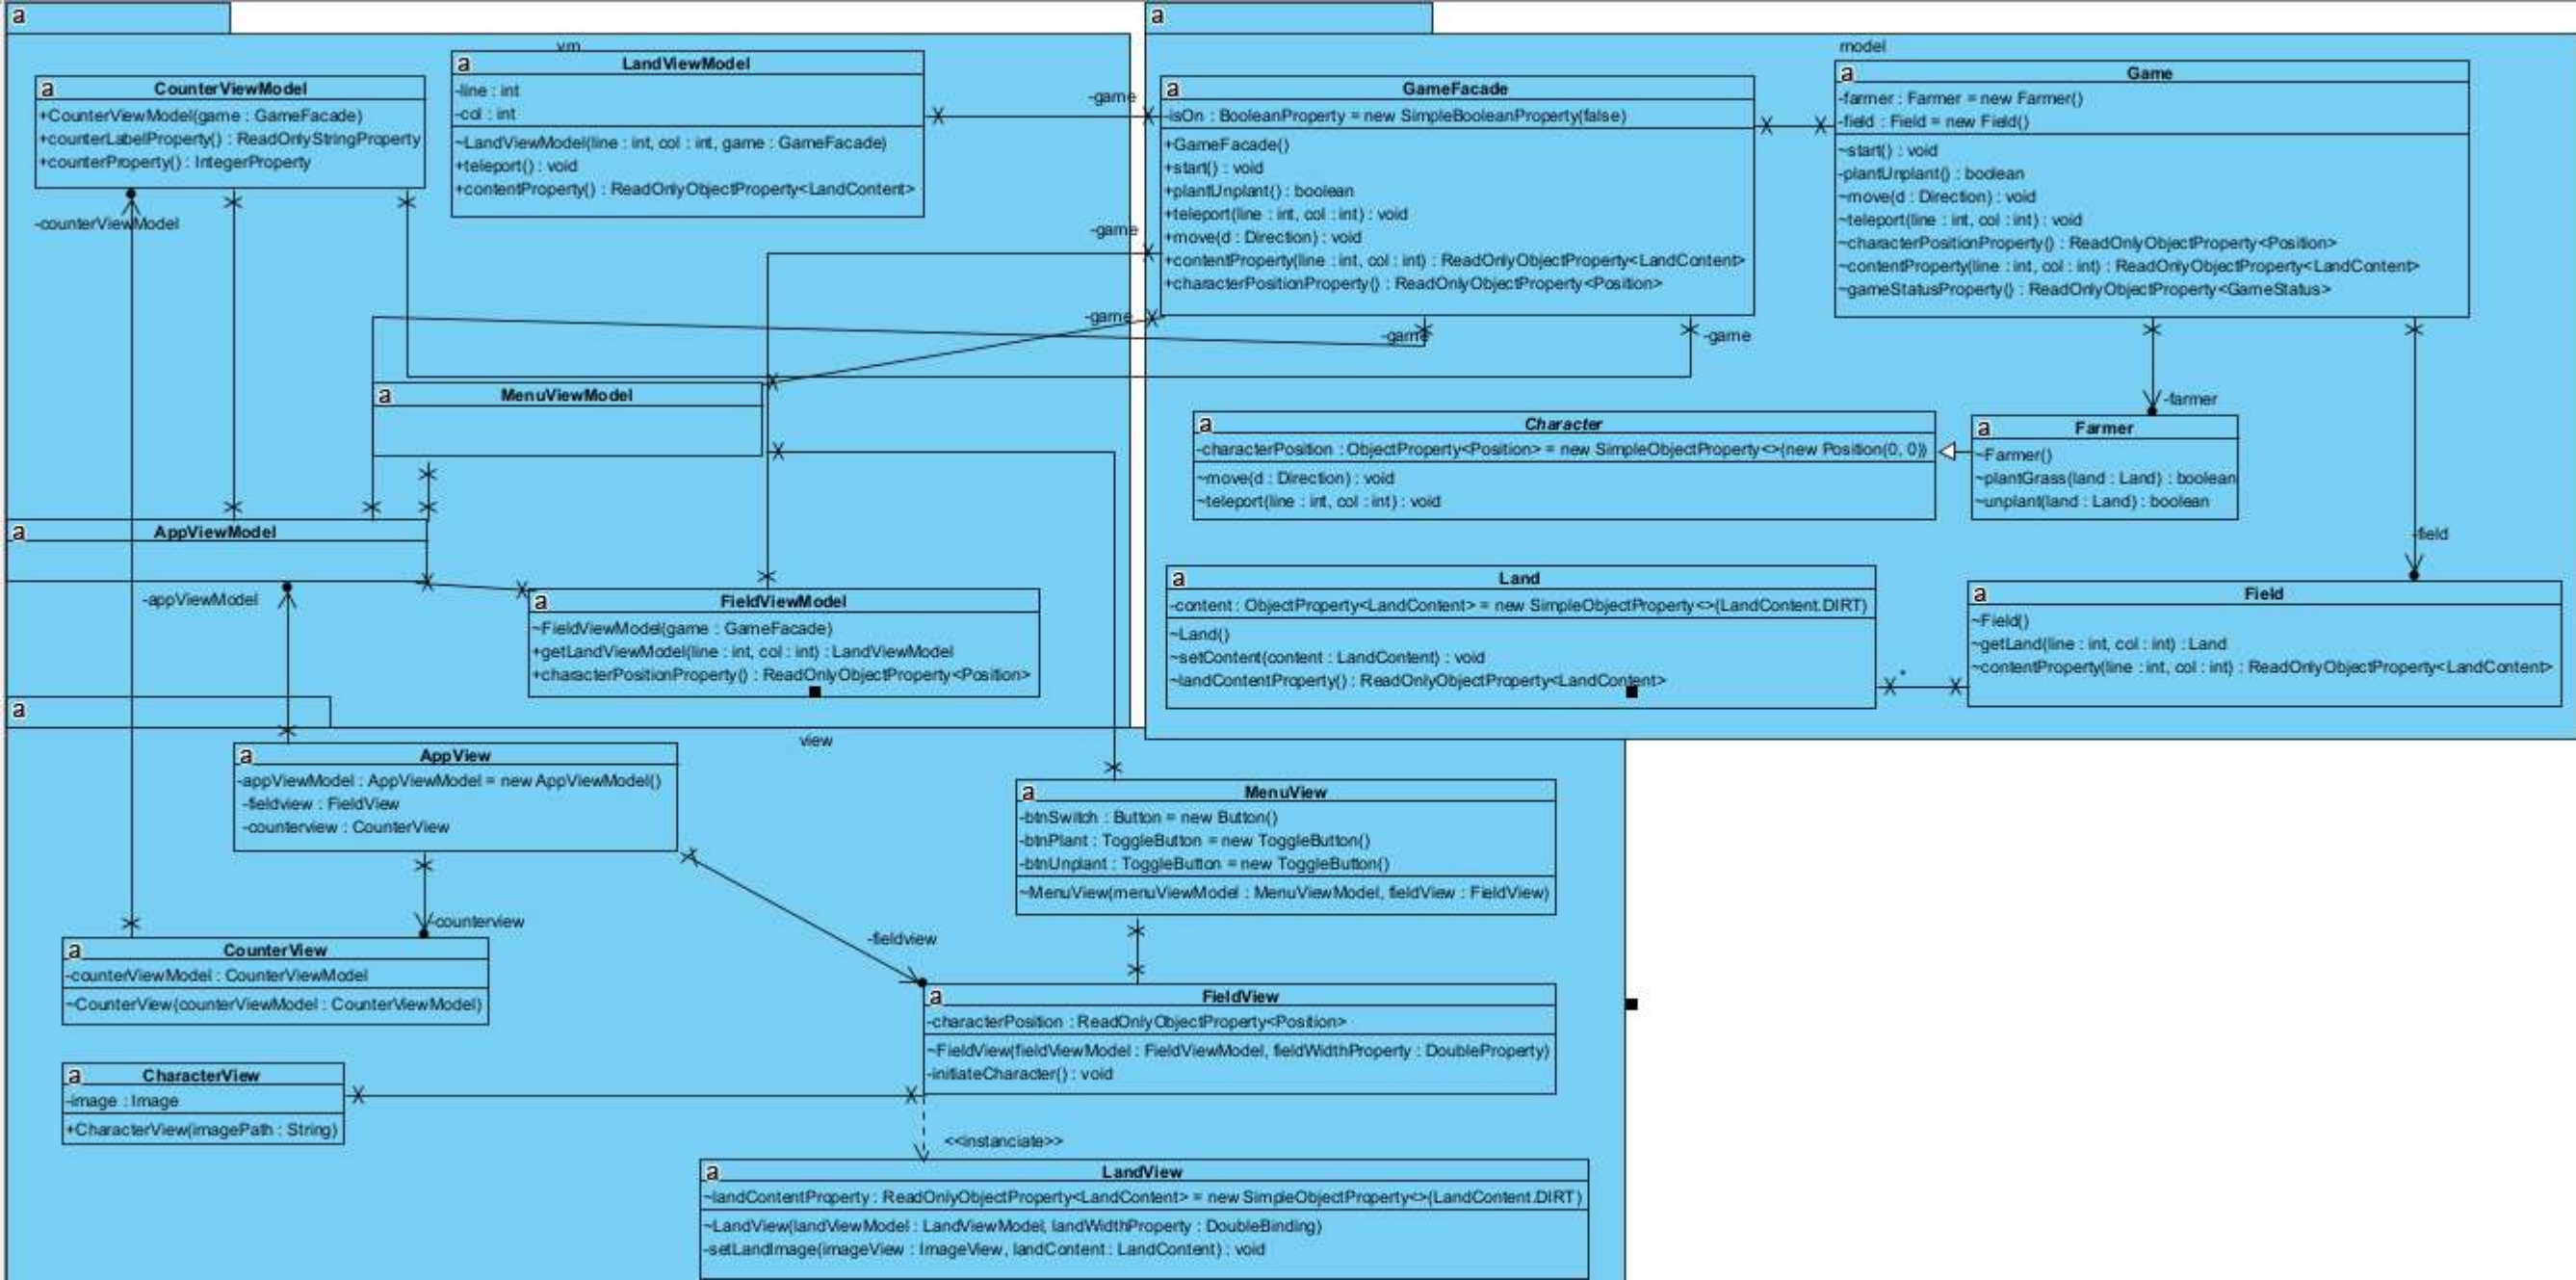 a
vm
a
CounterViewModel
+CounterViewModel(game : GameFacade)
+counterLabelProperty() : ReadOnlyStringProperty
+counterProperty() : IntegerProperty
a
LandViewModel
-line : int
-col : int
~LandViewModel(line : int, col : int, game : GameFacade)
+teleport() : void
+contentProperty() : ReadOnlyObjectProperty<LandContent>
-counterViewModel
-game
-game
-game
-game
-game
a
MenuViewModel
a
AppViewModel
-appViewModel
a
FieldViewModel
~FieldViewModel(game : GameFacade)
+getLandViewModel(line : int, col : int) : LandViewModel
+characterPositionProperty() : ReadOnlyObjectProperty<Position>
a
model
a
GameFacade
-isOn : BooleanProperty = new SimpleBooleanProperty(false)
+GameFacade()
+start() : void
+plantUnplant() : boolean
+teleport(line : int, col : int) : void
+move(d : Direction) : void
+contentProperty(line : int, col : int) : ReadOnlyObjectProperty<LandContent>
+characterPositionProperty() : ReadOnlyObjectProperty<Position>
a
Game
-farmer : Farmer = new Farmer()
-field : Field = new Field()
~start() : void
-plantUnplant() : boolean
~move(d : Direction) : void
~teleport(line : int, col : int) : void
~characterPositionProperty() : ReadOnlyObjectProperty<Position>
~contentProperty(line : int, col : int) : ReadOnlyObjectProperty<LandContent>
~gameStatusProperty() : ReadOnlyObjectProperty<GameStatus>
-farmer
-field
a
Character
-characterPosition : ObjectProperty<Position> = new SimpleObjectProperty<>(new Position(0, 0))
~move(d : Direction) : void
~teleport(line : int, col : int) : void
a
Farmer
~Farmer()
~plantGrass(land : Land) : boolean
~unplant(land : Land) : boolean
a
Land
-content : ObjectProperty<LandContent> = new SimpleObjectProperty<>(LandContent.DIRT)
~Land()
~setContent(content : LandContent) : void
~landContentProperty() : ReadOnlyObjectProperty<LandContent>
*
a
Field
~Field()
~getLand(line : int, col : int) : Land
~contentProperty(line : int, col : int) : ReadOnlyObjectProperty<LandContent>
a
view
a
AppView
-appViewModel : AppViewModel = new AppViewModel()
-fieldview : FieldView
-counterview : CounterView
a
MenuView
-btnSwitch : Button = new Button()
-btnPlant : ToggleButton = new ToggleButton()
-btnUnplant : ToggleButton = new ToggleButton()
~MenuView(menuViewModel : MenuViewModel, fieldView : FieldView)
-counterview
-fieldview
a
CounterView
-counterViewModel : CounterViewModel
~CounterView(counterViewModel : CounterViewModel)
a
FieldView
-characterPosition : ReadOnlyObjectProperty<Position>
~FieldView(fieldViewModel : FieldViewModel, fieldWidthProperty : DoubleProperty)
-initiateCharacter() : void
a
CharacterView
-image : Image
+CharacterView(imagePath : String)
<<instanciate>>
a
LandView
~landContentProperty : ReadOnlyObjectProperty<LandContent> = new SimpleObjectProperty<>(LandContent.DIRT)
~LandView(landViewModel : LandViewModel, landWidthProperty : DoubleBinding)
-setLandImage(imageView : ImageView, landContent : LandContent) : void